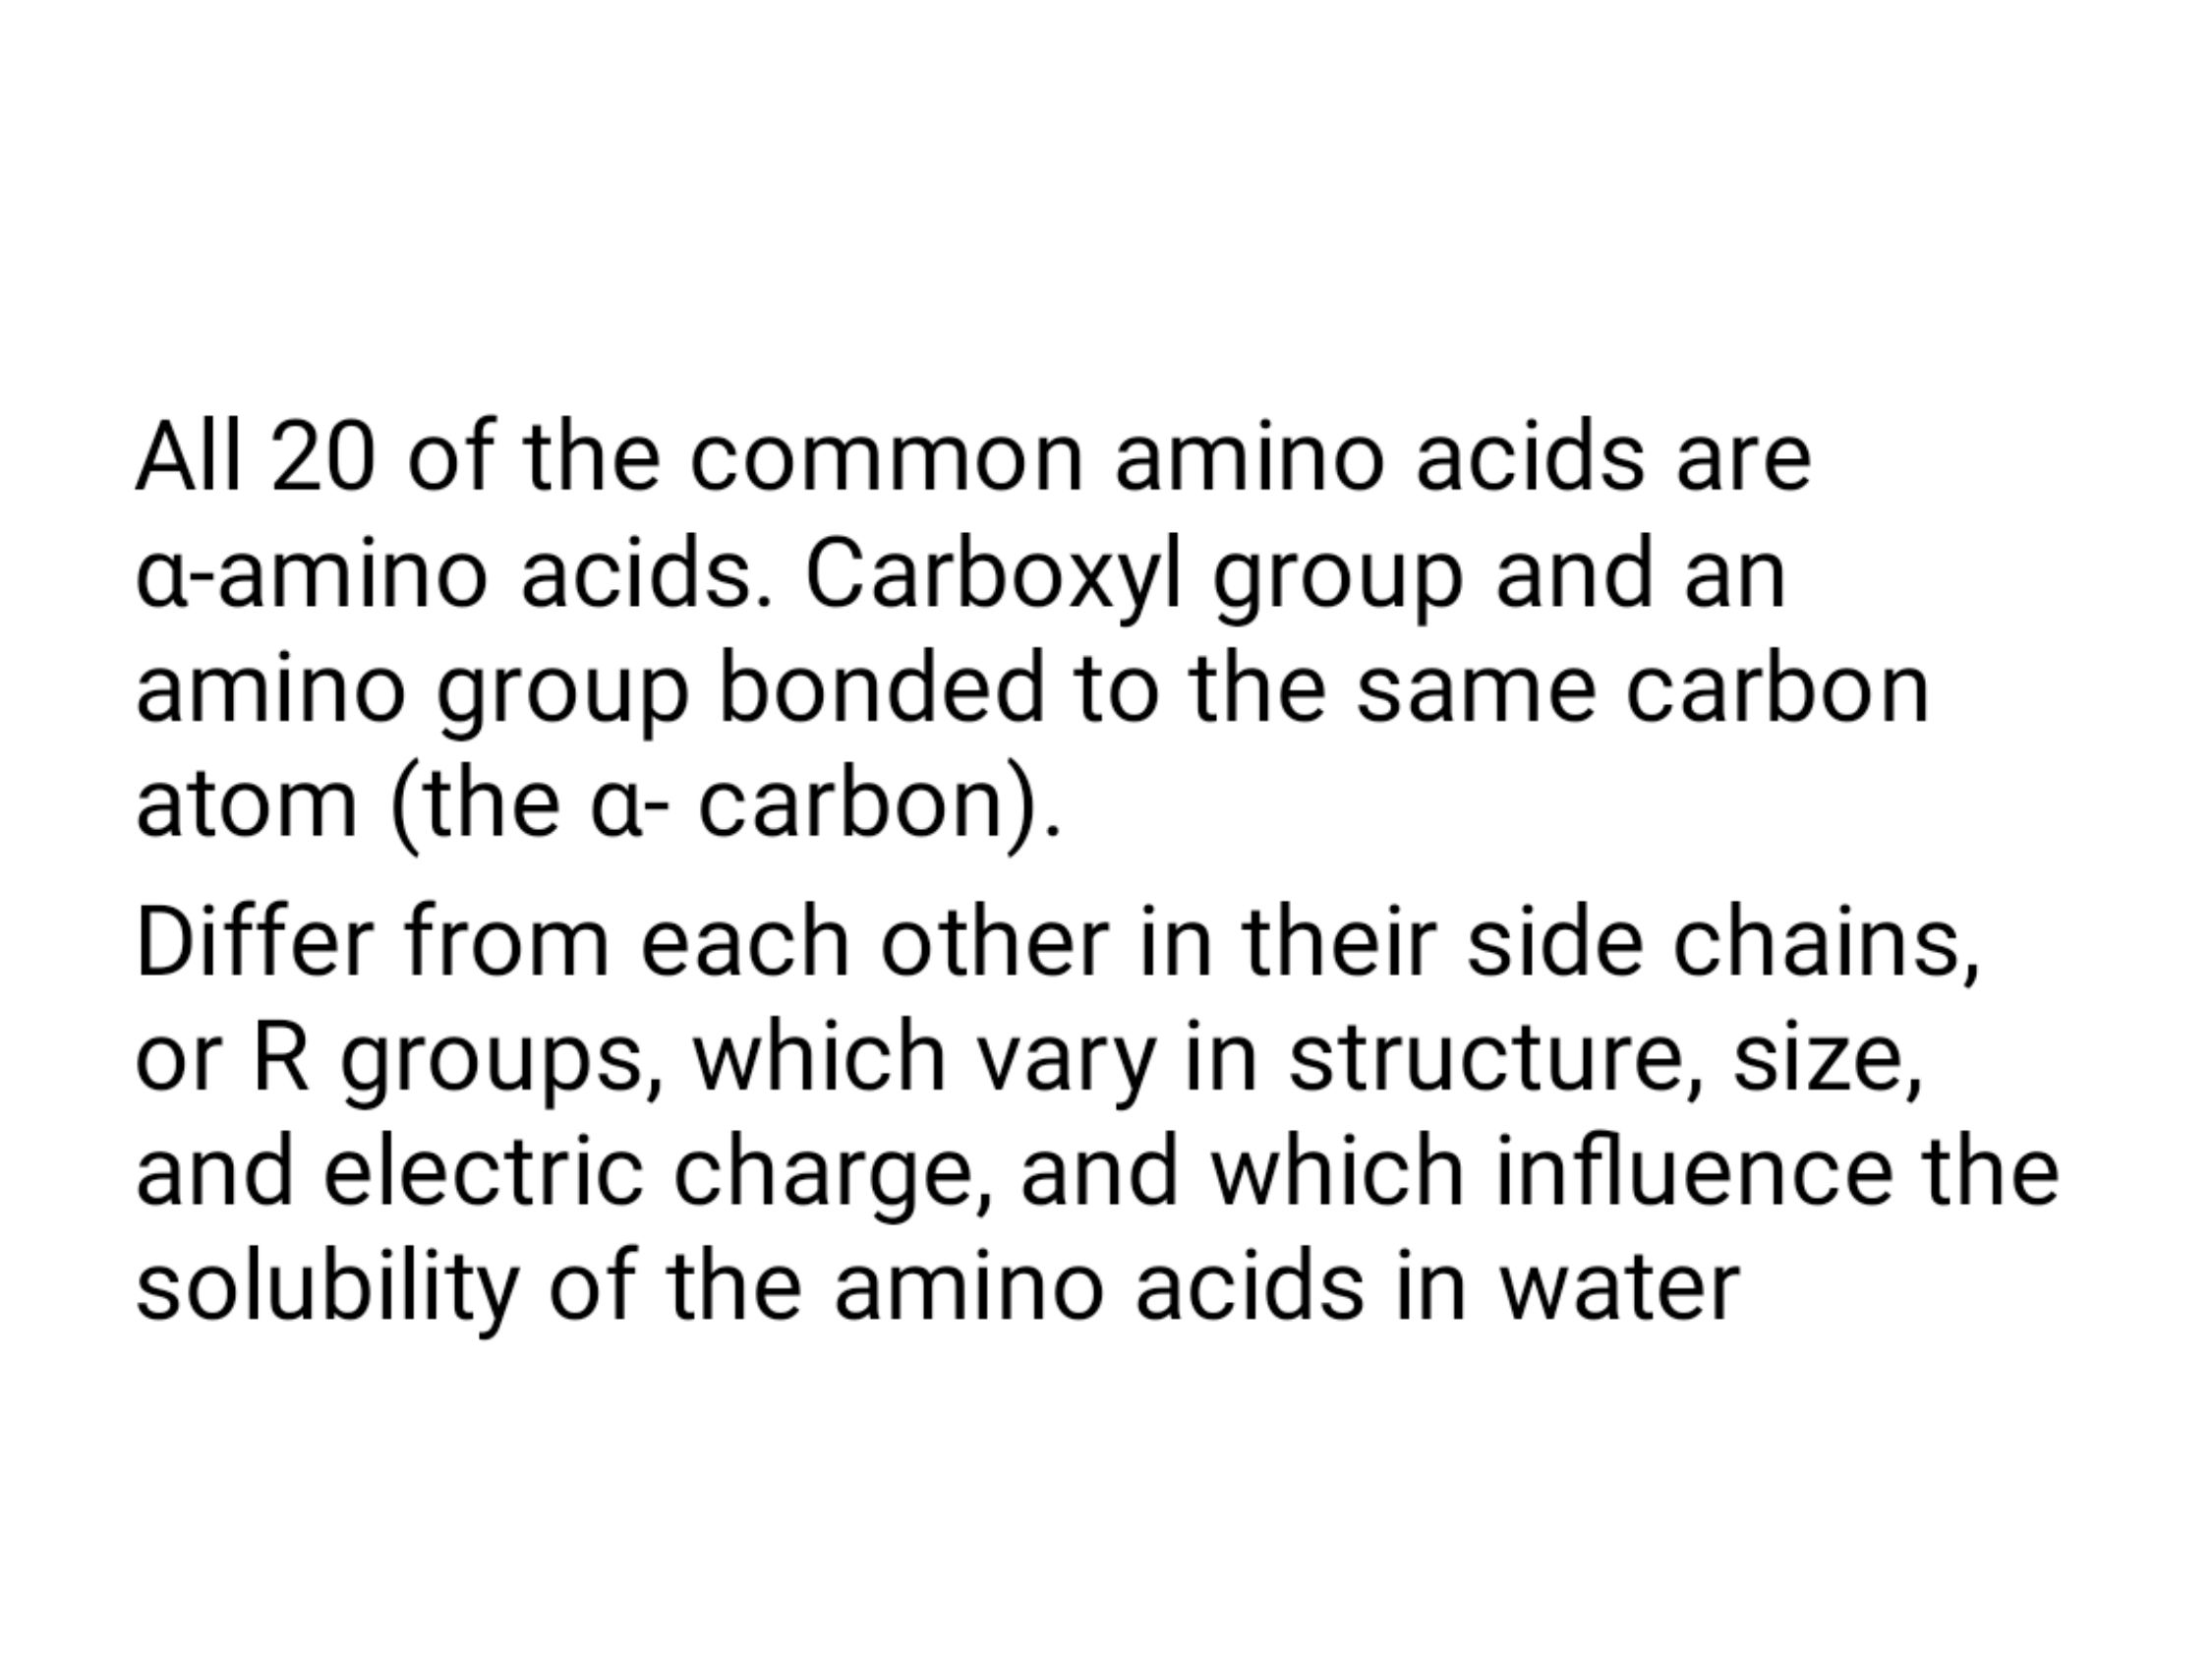 All 20 of the common amino acids are
α-amino acids. Carboxyl group and an
amino group bonded to the same carbon
atom (the α- carbon).
Differ from each other in their side chains,
or R groups, which vary in structure, size,
and electric charge, and which influence the
solubility of the amino acids in water